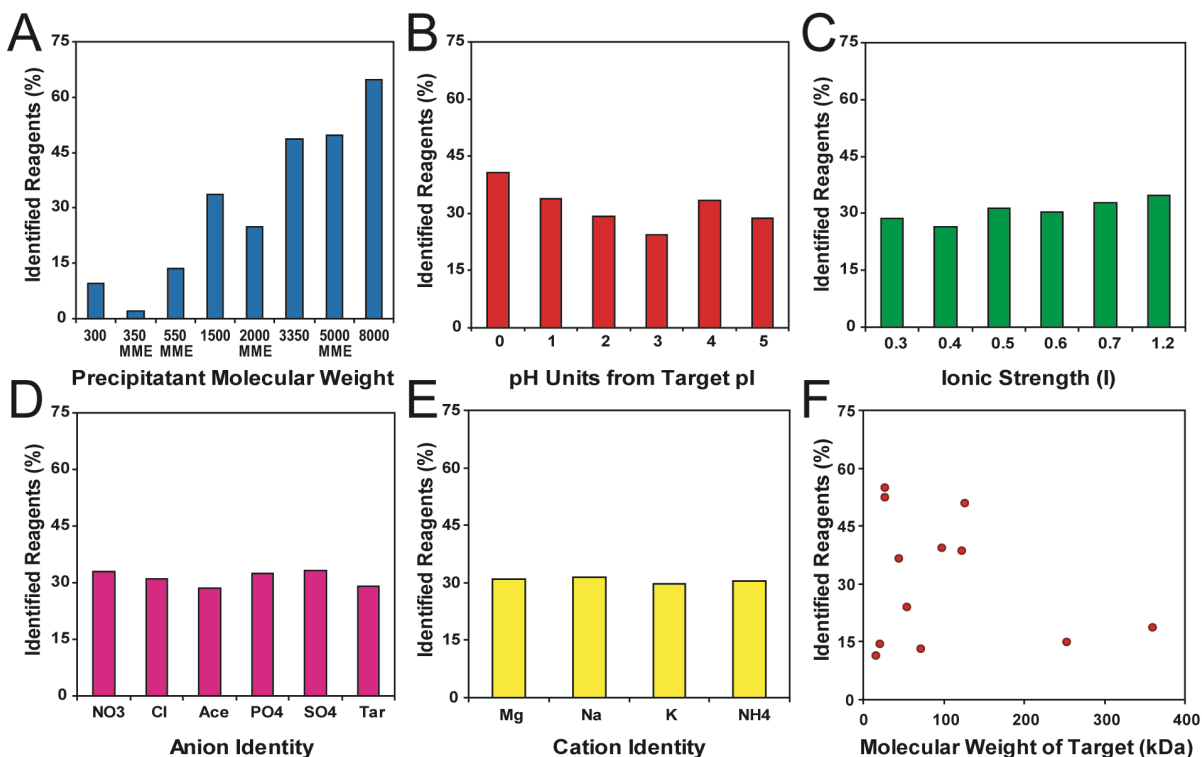 A
Identified Reagents (%)
75
60
45
30
15
0
300
350
MME
550
MME
1500
2000
MME
3350
5000
MME
8000
Precipitatant Molecular Weight
B
Identified Reagents (%)
75
60
45
30
15
0
0
1
2
3
4
5
pH Units from Target pI
C
Identified Reagents (%)
75
60
45
30
15
0
0.3
0.4
0.5
0.6
0.7
1.2
Ionic Strength (I)
D
Identified Reagents (%)
75
60
45
30
15
0
NO3
Cl
Ace
PO4
SO4
Tar
Anion Identity
E
Identified Reagents (%)
75
60
45
30
15
0
Mg
Na
K
NH4
Cation Identity
F
Identified Reagents (%)
75
60
45
30
15
0
0
100
200
300
400
Molecular Weight of Target (kDa)